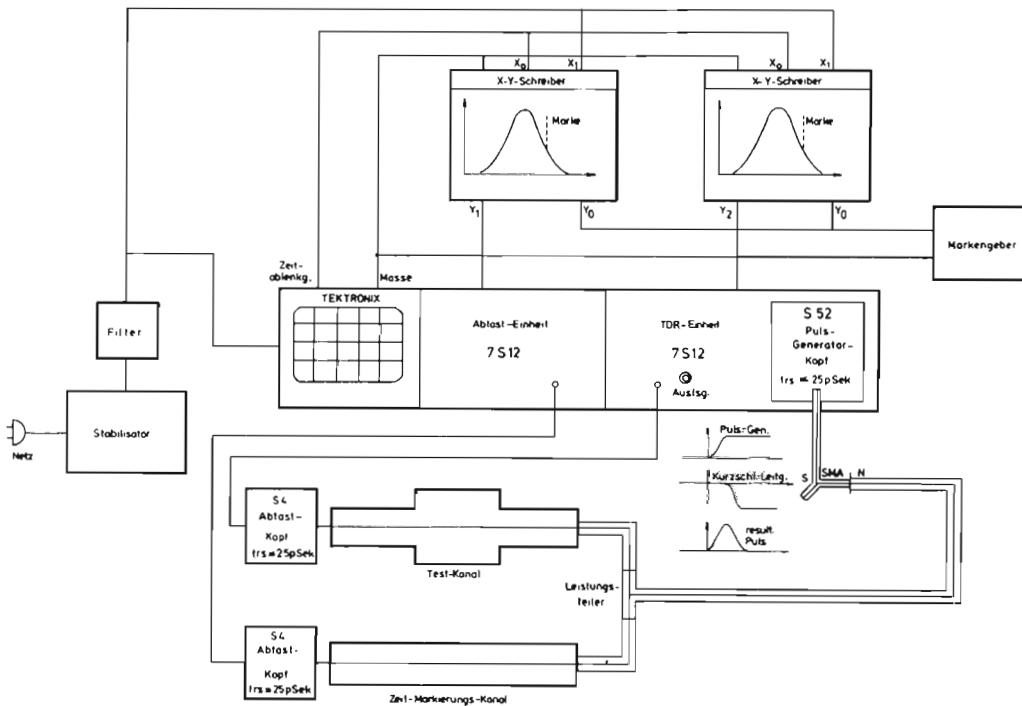 X₀ X₁
X-Y-Schreiber
Marke
Y₁ Y₀
X₀ X₁
X-Y-Schreiber
Marke
Y₂ Y₀
Markengeber
Zeit-
ablenkg.
Masse
TEKTRONIX
Abtast-Einheit
7S12
TDR-Einheit
7S12
Auslsg.
S 52
Puls-
Generator-
Kopf
trs = 25pSek
Filter
Stabilisator
Netz
Puls-Gen.
Kurzschl.-Leitg.
result.
Puls
S SMA N
S4
Abtast-
Kopf
trs=25pSek
Test-Kanal
Leistungs-
teiler
S4
Abtast-
Kopf
trs=25pSek
Zeit-Markierungs-Kanal